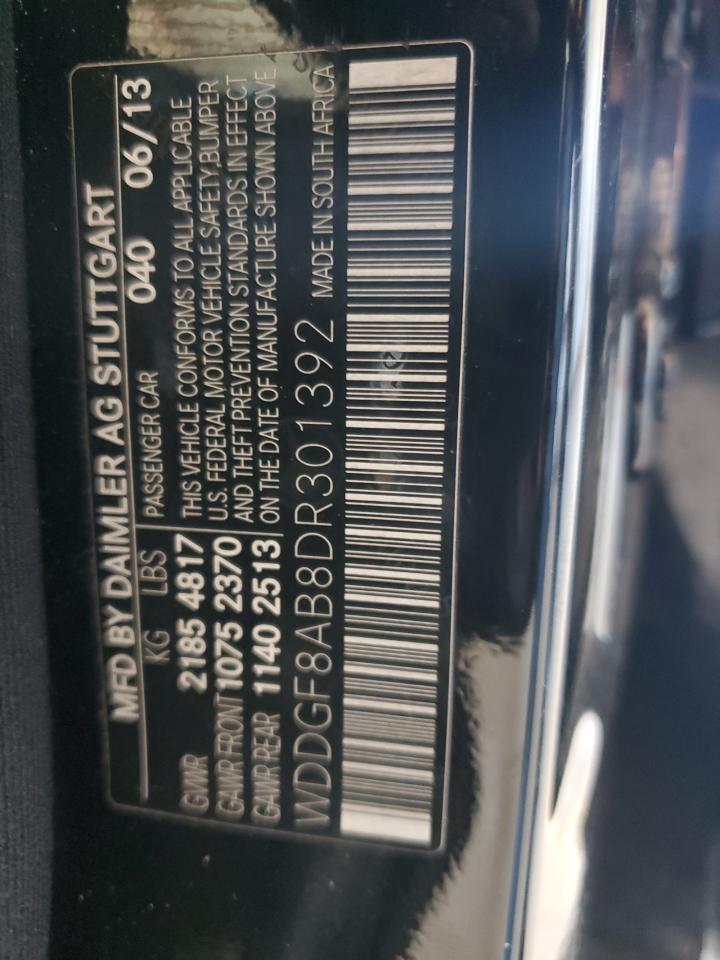 MFD BY DAIMLER AG STUTTGART
KG LBS PASSENGER CAR 040 06/13
GVWR 2185 4817 THIS VEHICLE CONFORMS TO ALL APPLICABLE
GAWR FRONT 1075 2370 U.S. FEDERAL MOTOR VEHICLE SAFETY, BUMPER
GAWR REAR 1140 2513 AND THEFT PREVENTION STANDARDS IN EFFECT
ON THE DATE OF MANUFACTURE SHOWN ABOVE
WDDGF8AB8DR301392 MADE IN SOUTH AFRICA